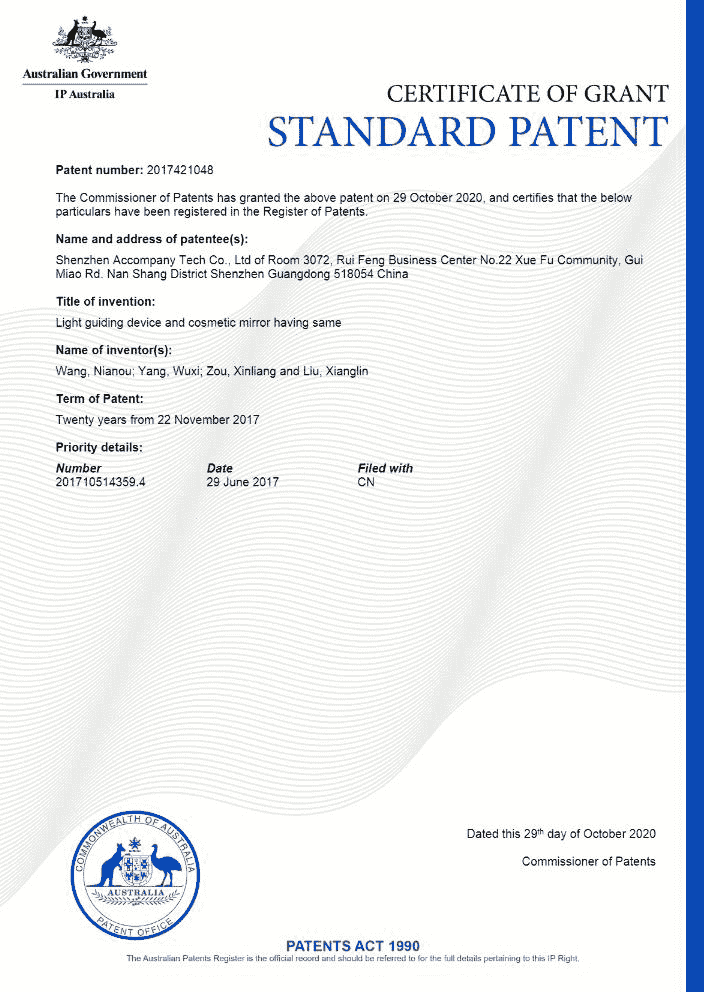 Australian Government
IP Australia
CERTIFICATE OF GRANT
STANDARD PATENT
Patent number: 2017421048
The Commissioner of Patents has granted the above patent on 29 October 2020, and certifies that the below
particulars have been registered in the Register of Patents.
Name and address of patentee(s):
Shenzhen Accompany Tech Co., Ltd of Room 3072, Rui Feng Business Center No.22 Xue Fu Community, Gui
Miao Rd. Nan Shang District Shenzhen Guangdong 518054 China
Title of invention:
Light guiding device and cosmetic mirror having same
Name of inventor(s):
Wang, Nianou; Yang, Wuxi; Zou, Xinliang and Liu, Xianglin
Term of Patent:
Twenty years from 22 November 2017
Priority details:
Number Date Filed with
201710514359.4 29 June 2017 CN
Dated this 29th day of October 2020
Commissioner of Patents
COMMONWEALTH OF AUSTRALIA
AUSTRALIA
PATENT OFFICE
PATENTS ACT 1990
The Australian Patents Register is the official record and should be referred to for the full details pertaining to this IP Right.